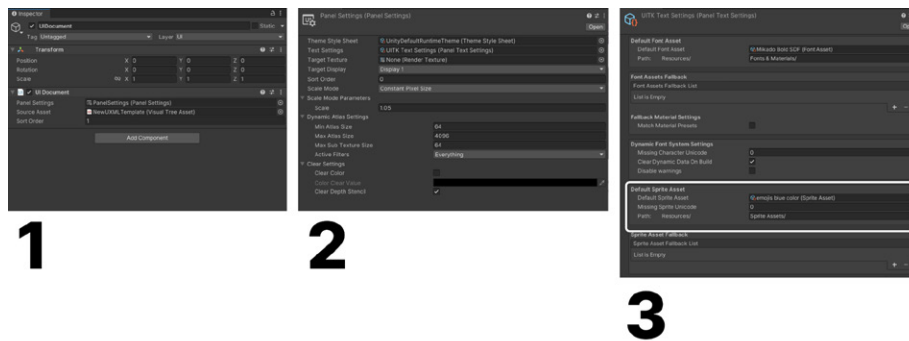 Inspector
UIDocument
Static
Tag Untagged Layer UI
Transform
Position X 0 Y 0 Z 0
Rotation X 0 Y 0 Z 0
Scale X 1 Y 1 Z 1
UI Document
Panel Settings PanelSettings (Panel Settings)
Source Asset NewUXMLTemplate (Visual Tree Asset)
Sort Order 1
Add Component
1
Panel Settings (Panel Settings)
Open
Theme Style Sheet UnityDefaultRuntimeTheme (Theme Style Sheet)
Text Settings UITK Text Settings (Panel Text Settings)
Target Texture None (Render Texture)
Target Display Display 1
Sort Order 0
Scale Mode Constant Pixel Size
Scale Mode Parameters
Scale 1.05
Dynamic Atlas Settings
Min Atlas Size 64
Max Atlas Size 4096
Max Sub Texture Size 64
Active Filters Everything
Clear Settings
Clear Color
Color Clear Value
Clear Depth Stencil
2
UITK Text Settings (Panel Text Settings)
Default Font Asset
Default Font Asset Mikado Bold SDF (Font Asset)
Path: Resources/ Fonts & Materials/
Font Assets Fallback
Font Assets Fallback List
List is Empty
Fallback Material Settings
Match Material Presets
Dynamic Font System Settings
Missing Character Unicode 0
Clear Dynamic Data On Build
Disable warnings
Default Sprite Asset
Default Sprite Asset emojis blue color (Sprite Asset)
Missing Sprite Unicode 0
Path: Resources/ Sprite Assets/
Sprite Asset Fallback
Sprite Asset Fallback List
List is Empty
3